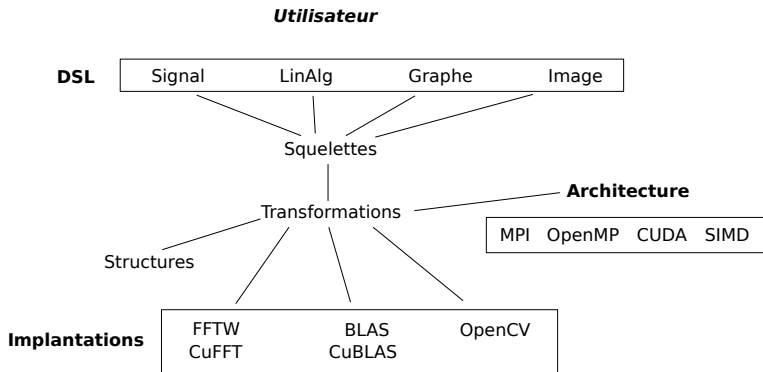 Utilisateur
DSL Signal LinAlg Graphe Image
Squelettes
Architecture
Transformations
MPI OpenMP CUDA SIMD
Structures
FFTW BLAS OpenCV
Implantations
CuFFT CuBLAS